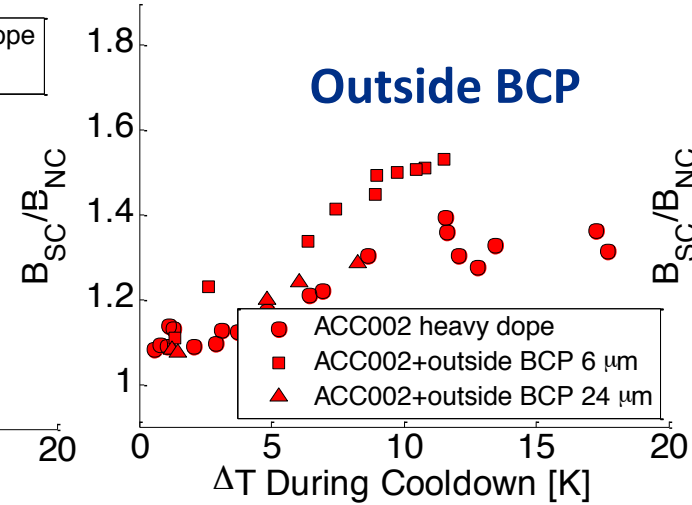 ope
Outside BCP
1.8
1.6
1.4
1.2
1
B_SC/B_NC
B_SC/B_NC
ACC002 heavy dope
ACC002+outside BCP 6 μm
ACC002+outside BCP 24 μm
20
0
5
10
15
20
ΔT During Cooldown [K]